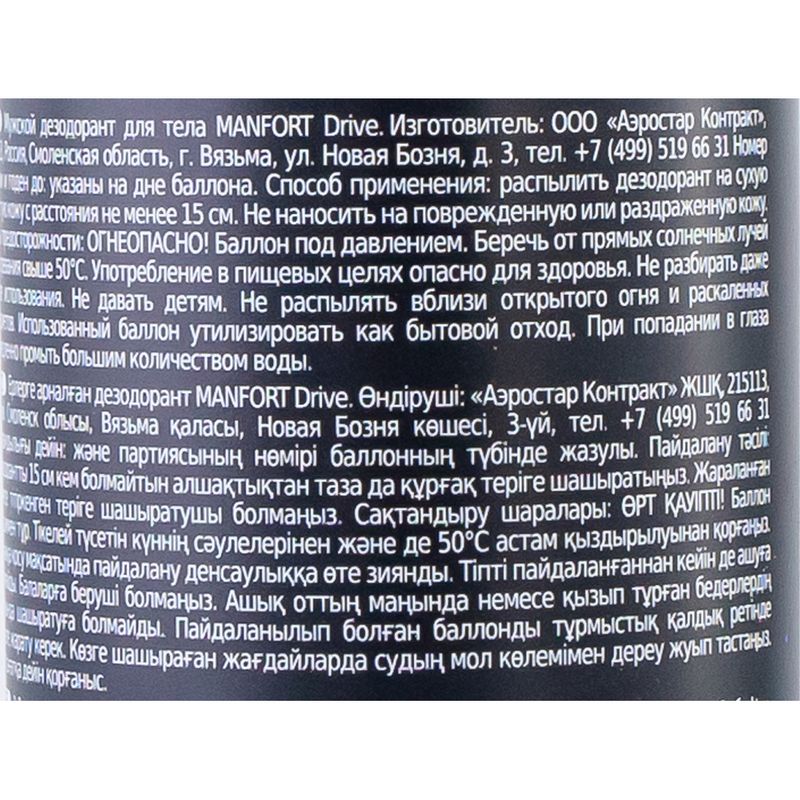 Мужской дезодорант для тела MANFORT Drive. Изготовитель: ООО «Аэростар Контракт»,
Россия, Смоленская область, г. Вязьма, ул. Новая Бозня, д. 3, тел. +7 (499) 519 66 31 Номер
и годен до: указаны на дне баллона. Способ применения: распылить дезодорант на сухую
кожу с расстояния не менее 15 см. Не наносить на поврежденную или раздраженную кожу.
ОГНЕОПАСНО! Баллон под давлением. Беречь от прямых солнечных лучей
свыше 50°С. Употребление в пищевых целях опасно для здоровья. Не разбирать даже
использования. Не давать детям. Не распылять вблизи открытого огня и раскаленных
Использованный баллон утилизировать как бытовой отход. При попадании в глаза
промыть большим количеством воды.
Ерлерге арналған дезодорант MANFORT Drive. Өндіруші: «Аэростар Контракт» ЖШҚ, 215113,
Смоленск облысы, Вязьма қаласы, Новая Бозня көшесі, 3-үй, тел. +7 (499) 519 66 31
дейін: және партиясының нөмірі баллонның түбінде жазулы. Пайдалану тәсілі:
15 см кем болмайтын алшақтықтан таза да құрғақ теріге шашыратыңыз. Жараланған
тітіркенген теріге шашыратушы болмаңыз. Сақтандыру шаралары: ӨРТ ҚАУІПТІ! Баллон
тұр. Тікелей түсетін күннің сәулелерінен және де 50°С астам қыздырылуынан қорғаңыз.
мақсатында пайдалану денсаулыққа өте зиянды. Тіпті пайдаланғаннан кейін де ашуға
Балаларға беруші болмаңыз. Ашық оттың маңында немесе қызып тұрған бедерлердің
шашыратуға болмайды. Пайдаланылып болған баллонды тұрмыстық қалдық ретінде
жарату керек. Көзге шашыраған жағдайларда судың мол көлемімен дереу жуып тастаңыз.
дейін қорғаныс.